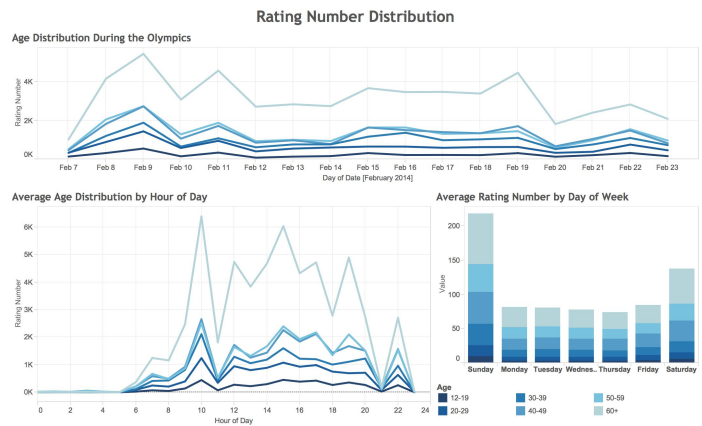 Rating Number Distribution
Age Distribution During the Olympics
Rating Number
4K
2K
0K
Feb 7 Feb 8 Feb 9 Feb 10 Feb 11 Feb 12 Feb 13 Feb 14 Feb 15 Feb 16 Feb 17 Feb 18 Feb 19 Feb 20 Feb 21 Feb 22 Feb 23
Day of Date [February 2014]
Average Age Distribution by Hour of Day
Rating Number
6K
5K
4K
3K
2K
1K
0K
0 2 4 6 8 10 12 14 16 18 20 22 24
Hour of Day
Average Rating Number by Day of Week
Value
200
150
100
50
0
Sunday Monday Tuesday Wednes.. Thursday Friday Saturday
Age
12-19 30-39 50-59
20-29 40-49 60+